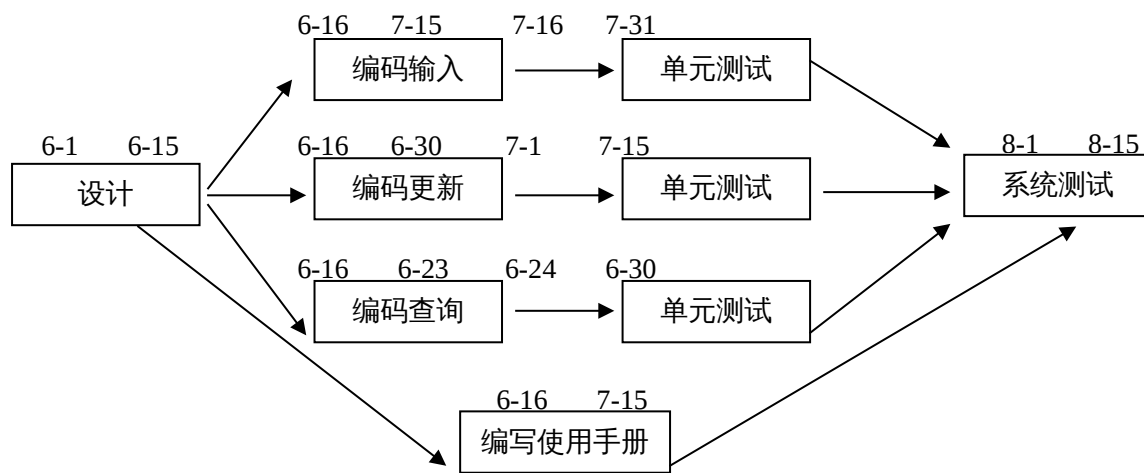 6-16 7-15 7-16 7-31
编码输入 单元测试
6-1 6-15 6-16 6-30 7-1 7-15 8-1 8-15
设计 编码更新 单元测试 系统测试
6-16 6-23 6-24 6-30
编码查询 单元测试
6-16 7-15
编写使用手册